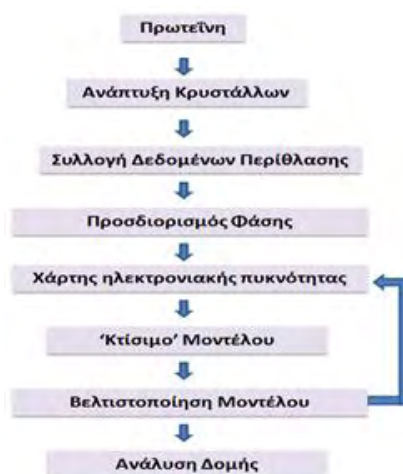 Πρωτεΐνη
Ανάπτυξη Κρυστάλλων
Συλλογή Δεδομένων Περίθλασης
Προσδιορισμός Φάσης
Χάρτης ηλεκτρονιακής πυκνότητας
‘Κτίσιμο’ Μοντέλου
Βελτιστοποίηση Μοντέλου
Ανάλυση Δομής